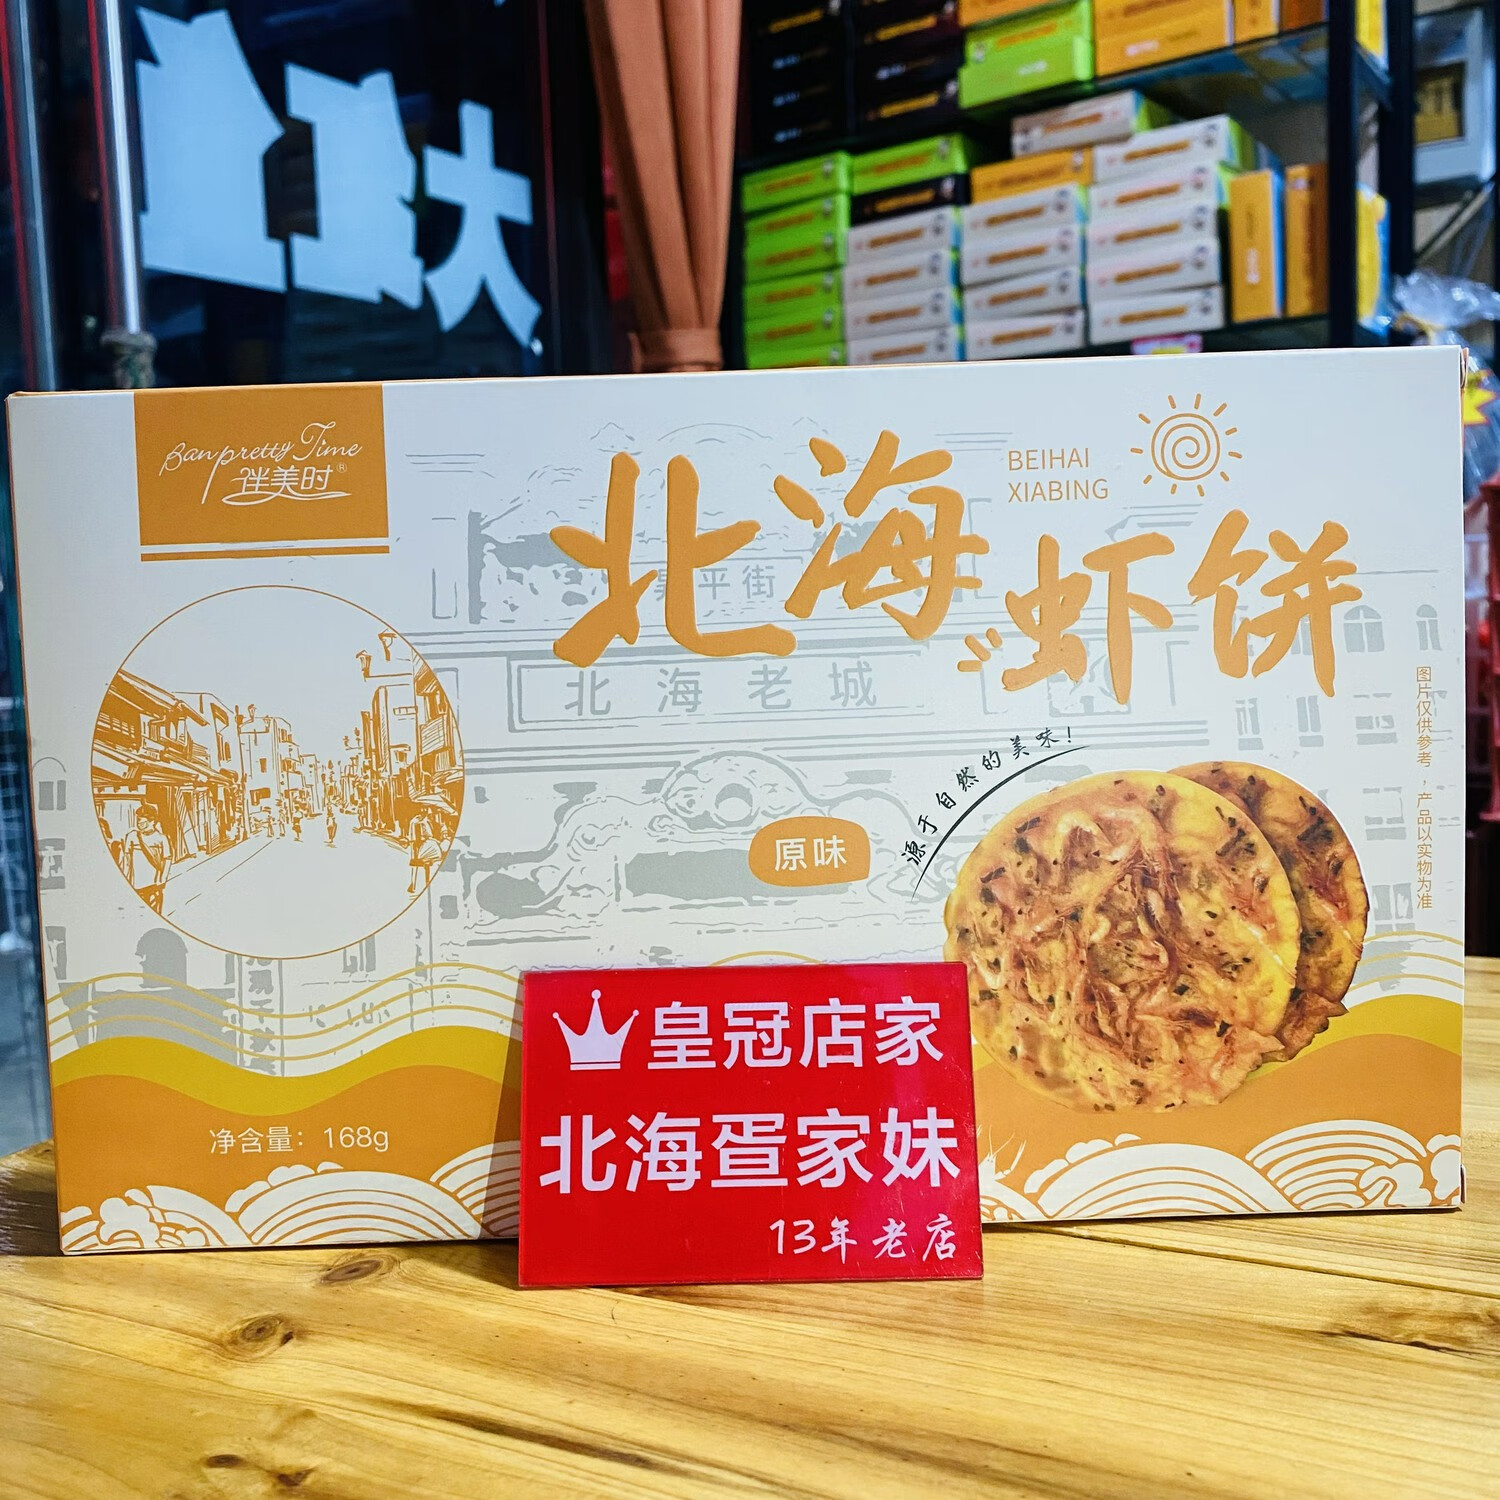 Banpretty Time
伴美时®
北海虾饼
BEIHAI
XIABING
平街
北海老城
源于自然的美味！
原味
图片仅供参考，产品以实物为准
净含量：168g
皇冠店家
北海疍家妹
13年老店